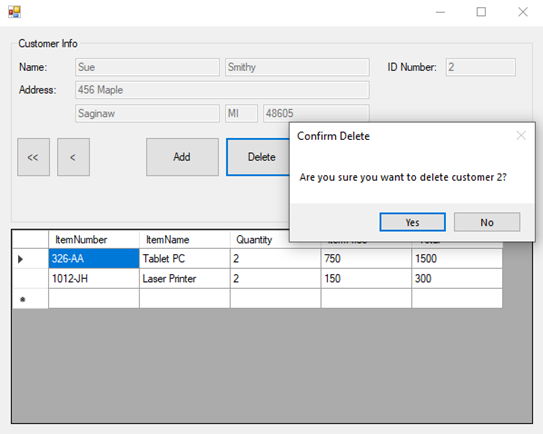 Customer Info
Name: Sue Smithy ID Number: 2
Address: 456 Maple
Saginaw MI 48605
<< < Add Delete
Confirm Delete
Are you sure you want to delete customer 2?
Yes No
ItemNumber ItemName Quantity
326-AA Tablet PC 2 750 1500
1012-JH Laser Printer 2 150 300